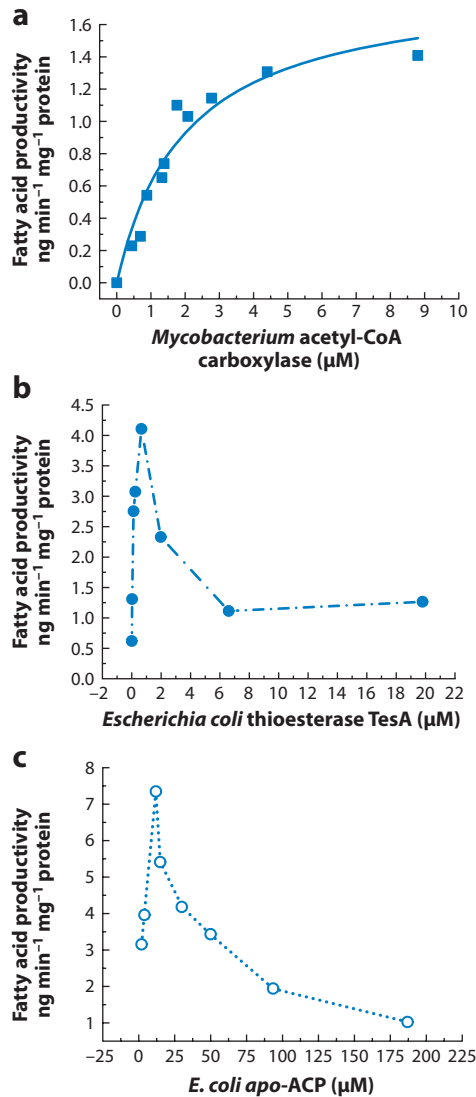 a
Fatty acid productivity
ng min⁻¹ mg⁻¹ protein
1.6
1.4
1.2
1.0
0.8
0.6
0.4
0.2
0.0
0 1 2 3 4 5 6 7 8 9 10
Mycobacterium acetyl-CoA
carboxylase (µM)
b
Fatty acid productivity
ng min⁻¹ mg⁻¹ protein
4.5
4.0
3.5
3.0
2.5
2.0
1.5
1.0
0.5
0.0
−2 0 2 4 6 8 10 12 14 16 18 20 22
Escherichia coli thioesterase TesA (µM)
c
Fatty acid productivity
ng min⁻¹ mg⁻¹ protein
8
7
6
5
4
3
2
1
−25 0 25 50 75 100 125 150 175 200 225
E. coli apo-ACP (µM)